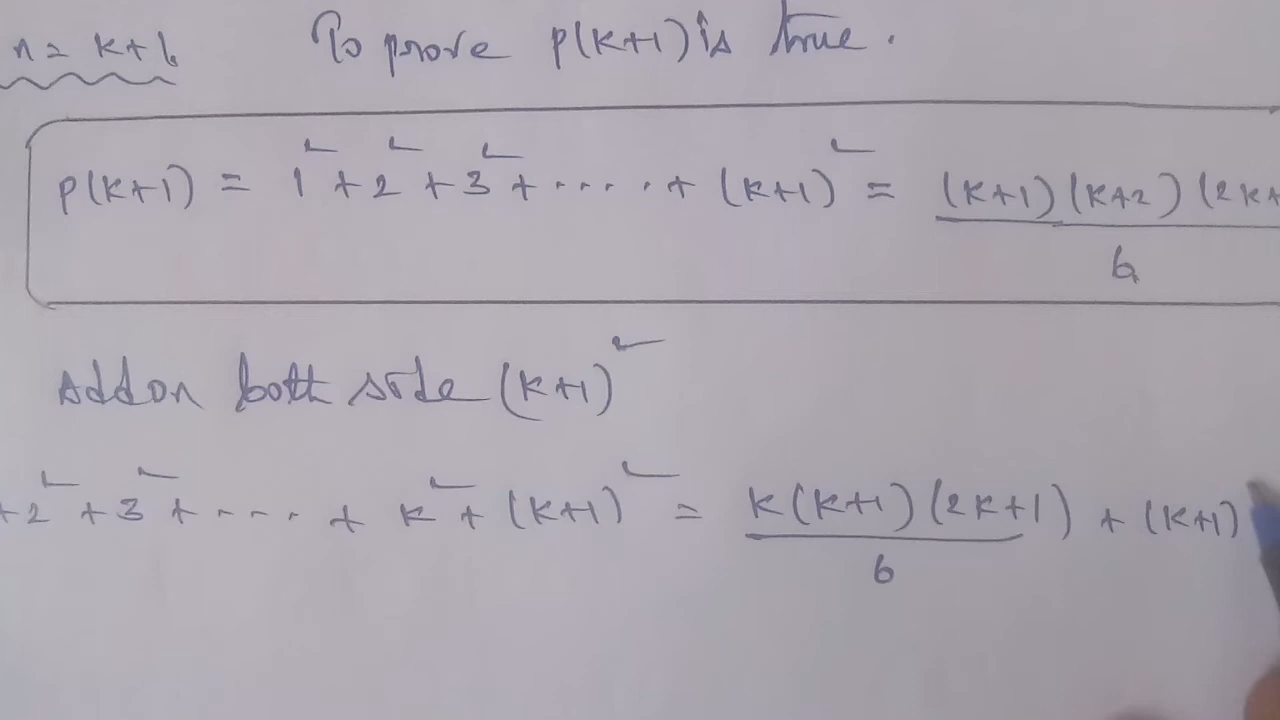 n = k+1 To prove p(k+1) is true.
p(k+1) = 1² + 2² + 3² + ..... + (k+1)² = (k+1)(k+2)(2k+
6
Add on both side (k+1)²
+2² + 3² + .... + k² + (k+1)² = k(k+1)(2k+1) + (k+1)
6